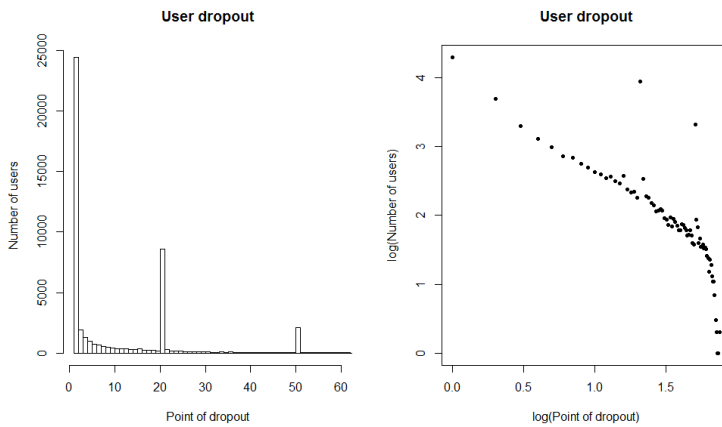 User dropout
Number of users
0
5000
10000
15000
20000
25000
0 10 20 30 40 50 60
Point of dropout
User dropout
log(Number of users)
0
1
2
3
4
0.0 0.5 1.0 1.5
log(Point of dropout)